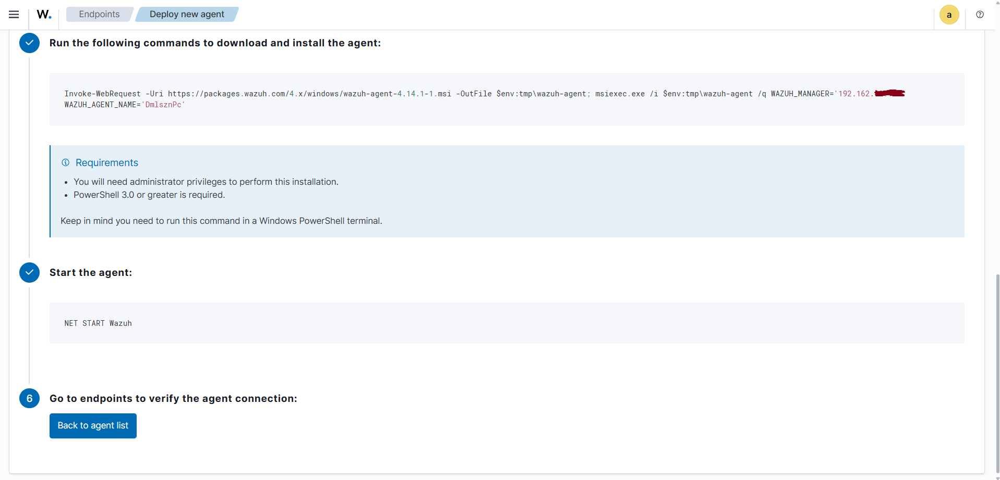 W.
Endpoints
Deploy new agent
a
Run the following commands to download and install the agent:
Invoke-WebRequest -Uri https://packages.wazuh.com/4.x/windows/wazuh-agent-4.14.1-1.msi -OutFile $env:tmp\wazuh-agent; msiexec.exe /i $env:tmp\wazuh-agent /q WAZUH_MANAGER='192.162.
WAZUH_AGENT_NAME='DmlsznPc'
Requirements
• You will need administrator privileges to perform this installation.
• PowerShell 3.0 or greater is required.
Keep in mind you need to run this command in a Windows PowerShell terminal.
Start the agent:
NET START Wazuh
6
Go to endpoints to verify the agent connection:
Back to agent list